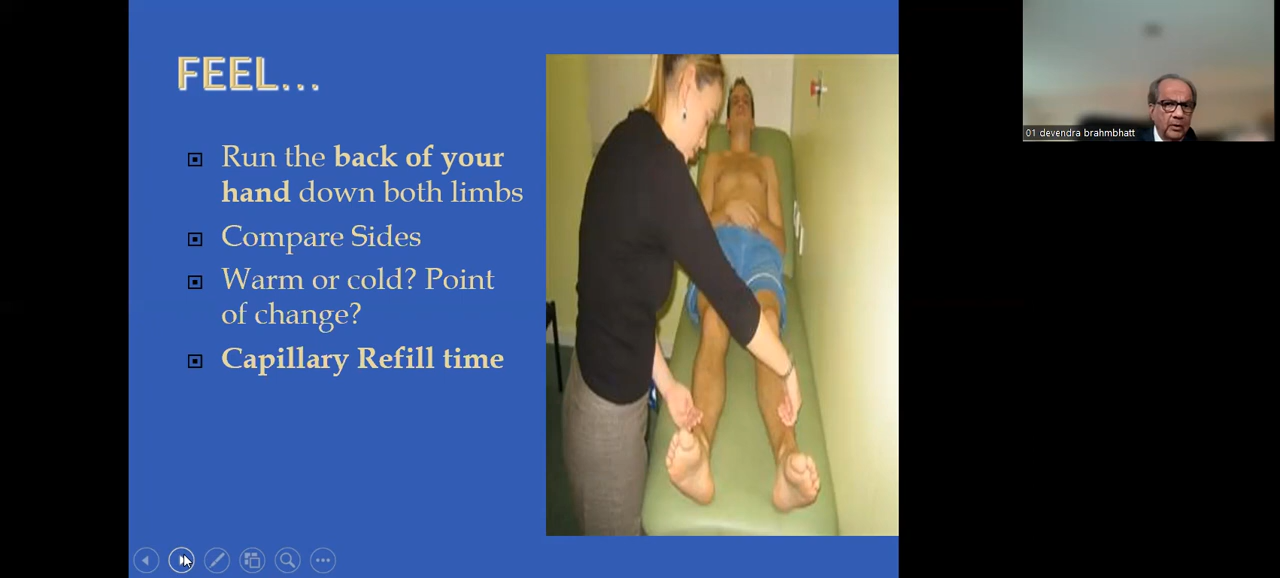 FEEL...
Run the back of your
hand down both limbs
Compare Sides
Warm or cold? Point
of change?
Capillary Refill time
01 devendra brahmbhatt